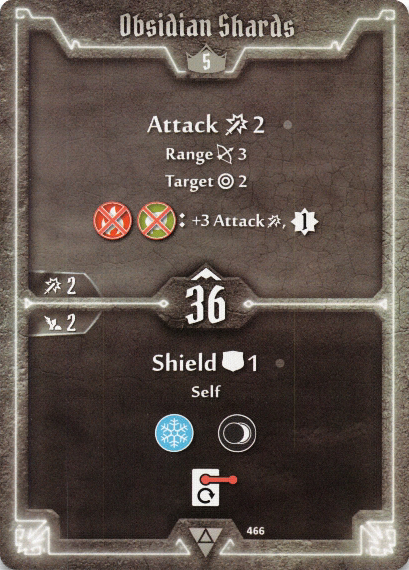 Obsidian Shards
5
Attack 2
Range 3
Target 2
: +3 Attack, 1
2
36
2
Shield 1
Self
466